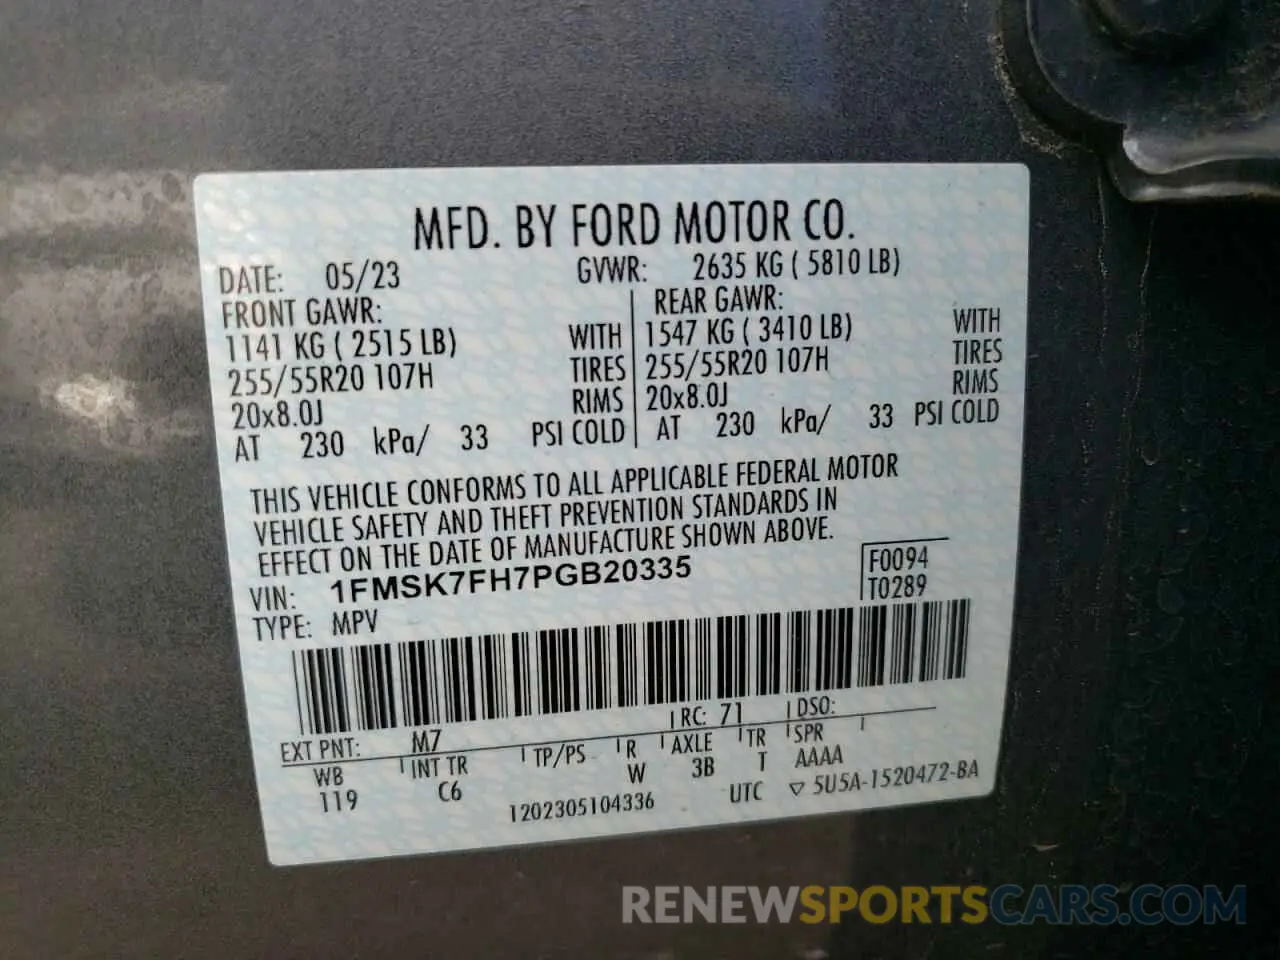 MFD. BY FORD MOTOR CO.
DATE: 05/23 GVWR: 2635 KG ( 5810 LB)
FRONT GAWR: REAR GAWR:
1141 KG ( 2515 LB) WITH 1547 KG ( 3410 LB) WITH
255/55R20 107H TIRES 255/55R20 107H TIRES
20x8.0J RIMS 20x8.0J RIMS
AT 230 kPa/ 33 PSI COLD AT 230 kPa/ 33 PSI COLD
THIS VEHICLE CONFORMS TO ALL APPLICABLE FEDERAL MOTOR
VEHICLE SAFETY AND THEFT PREVENTION STANDARDS IN
EFFECT ON THE DATE OF MANUFACTURE SHOWN ABOVE.
VIN: 1FMSK7FH7PGB20335 F0094
TYPE: MPV T0289
EXT PNT: M7 RC: 71 DSO:
WB INT TR TP/PS R AXLE TR SPR
119 C6 W 3B T AAAA
1202305104336 UTC ▽ 5U5A-1520472-BA
RENEWSPORTSCARS.COM